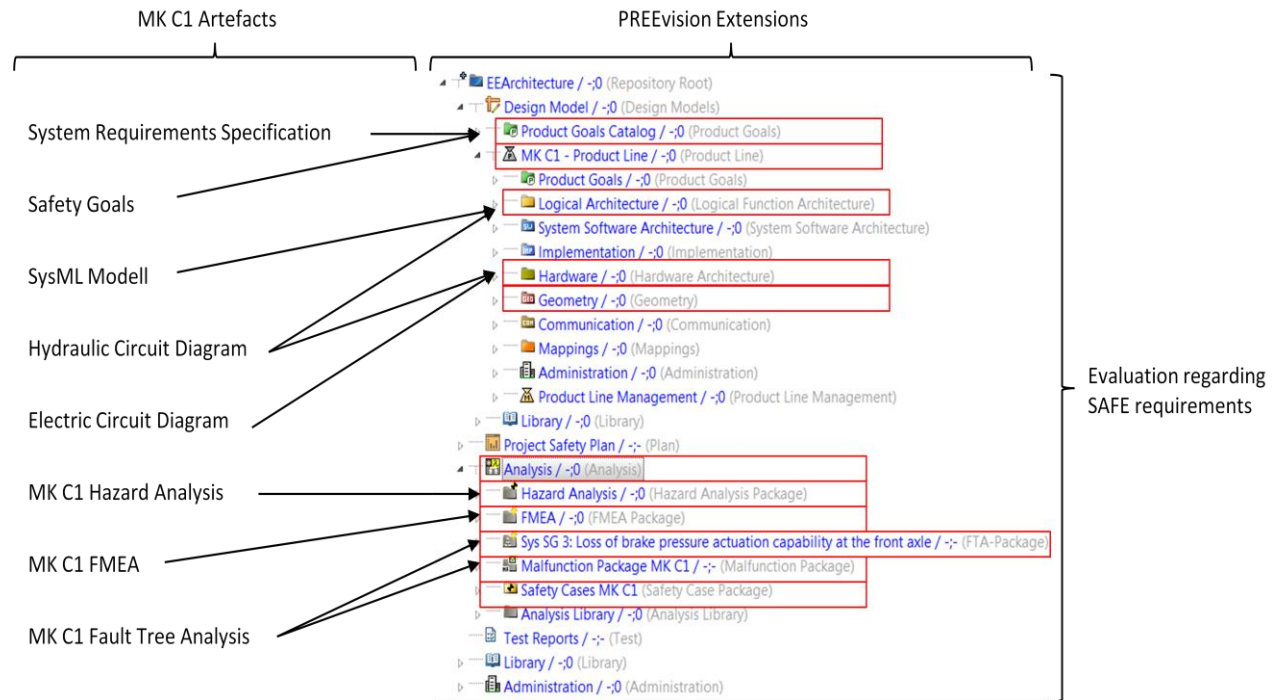 MK C1 Artefacts
PREEvision Extensions
System Requirements Specification
Safety Goals
SysML Modell
Hydraulic Circuit Diagram
Electric Circuit Diagram
MK C1 Hazard Analysis
MK C1 FMEA
MK C1 Fault Tree Analysis
EEArchitecture / -;0 (Repository Root)
Design Model / -;0 (Design Models)
Product Goals Catalog / -;0 (Product Goals)
MK C1 - Product Line / -;0 (Product Line)
Product Goals / -;0 (Product Goals)
Logical Architecture / -;0 (Logical Function Architecture)
System Software Architecture / -;0 (System Software Architecture)
Implementation / -;0 (Implementation)
Hardware / -;0 (Hardware Architecture)
Geometry / -;0 (Geometry)
Communication / -;0 (Communication)
Mappings / -;0 (Mappings)
Administration / -;0 (Administration)
Product Line Management / -;0 (Product Line Management)
Library / -;0 (Library)
Project Safety Plan / -;- (Plan)
Analysis / -;0 (Analysis)
Hazard Analysis / -;0 (Hazard Analysis Package)
FMEA / -;0 (FMEA Package)
Sys SG 3: Loss of brake pressure actuation capability at the front axle / -;- (FTA-Package)
Malfunction Package MK C1 / -;- (Malfunction Package)
Safety Cases MK C1 (Safety Case Package)
Analysis Library / -;0 (Analysis Library)
Test Reports / -;- (Test)
Library / -;0 (Library)
Administration / -;0 (Administration)
Evaluation regarding
SAFE requirements